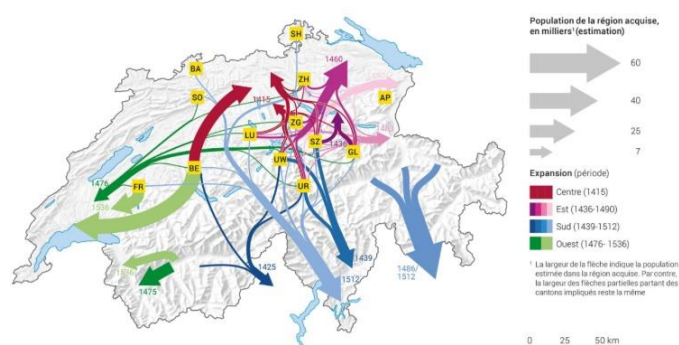 SH
BA
1460
ZH
SO
1415
AP
ZG
LU
SZ
1436
GL
UW
BE
1476
FR
UR
1536
1439
1425
1486/
1512
1512
1475
Population de la région acquise,
en milliers¹ (estimation)
60
40
25
7
Expansion (période)
Centre (1415)
Est (1436-1490)
Sud (1439-1512)
Ouest (1476- 1536)
¹ La largeur de la flèche indique la population
estimée dans la région acquise. Par contre,
la largeur des flèches partielles partant des
cantons impliqués reste la même
0 25 50 km